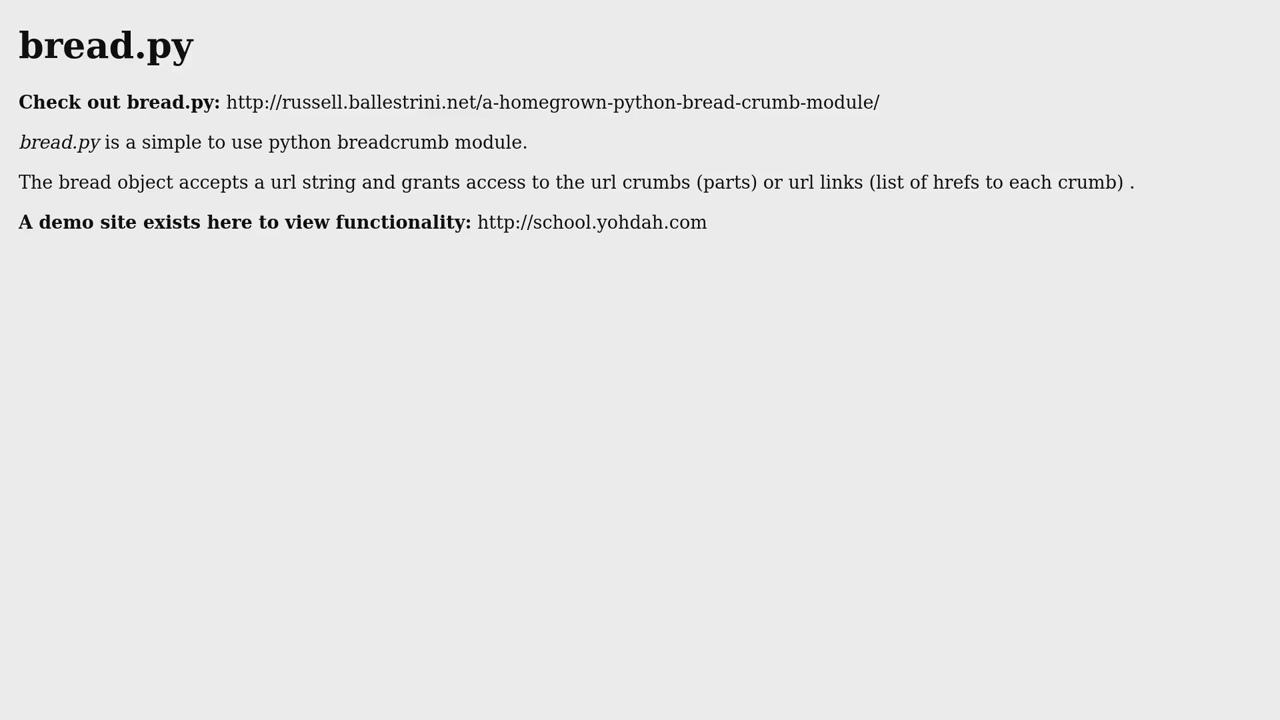 bread.py
Check out bread.py: http://russell.ballestrini.net/a-homegrown-python-bread-crumb-module/
bread.py is a simple to use python breadcrumb module.
The bread object accepts a url string and grants access to the url crumbs (parts) or url links (list of hrefs to each crumb) .
A demo site exists here to view functionality: http://school.yohdah.com